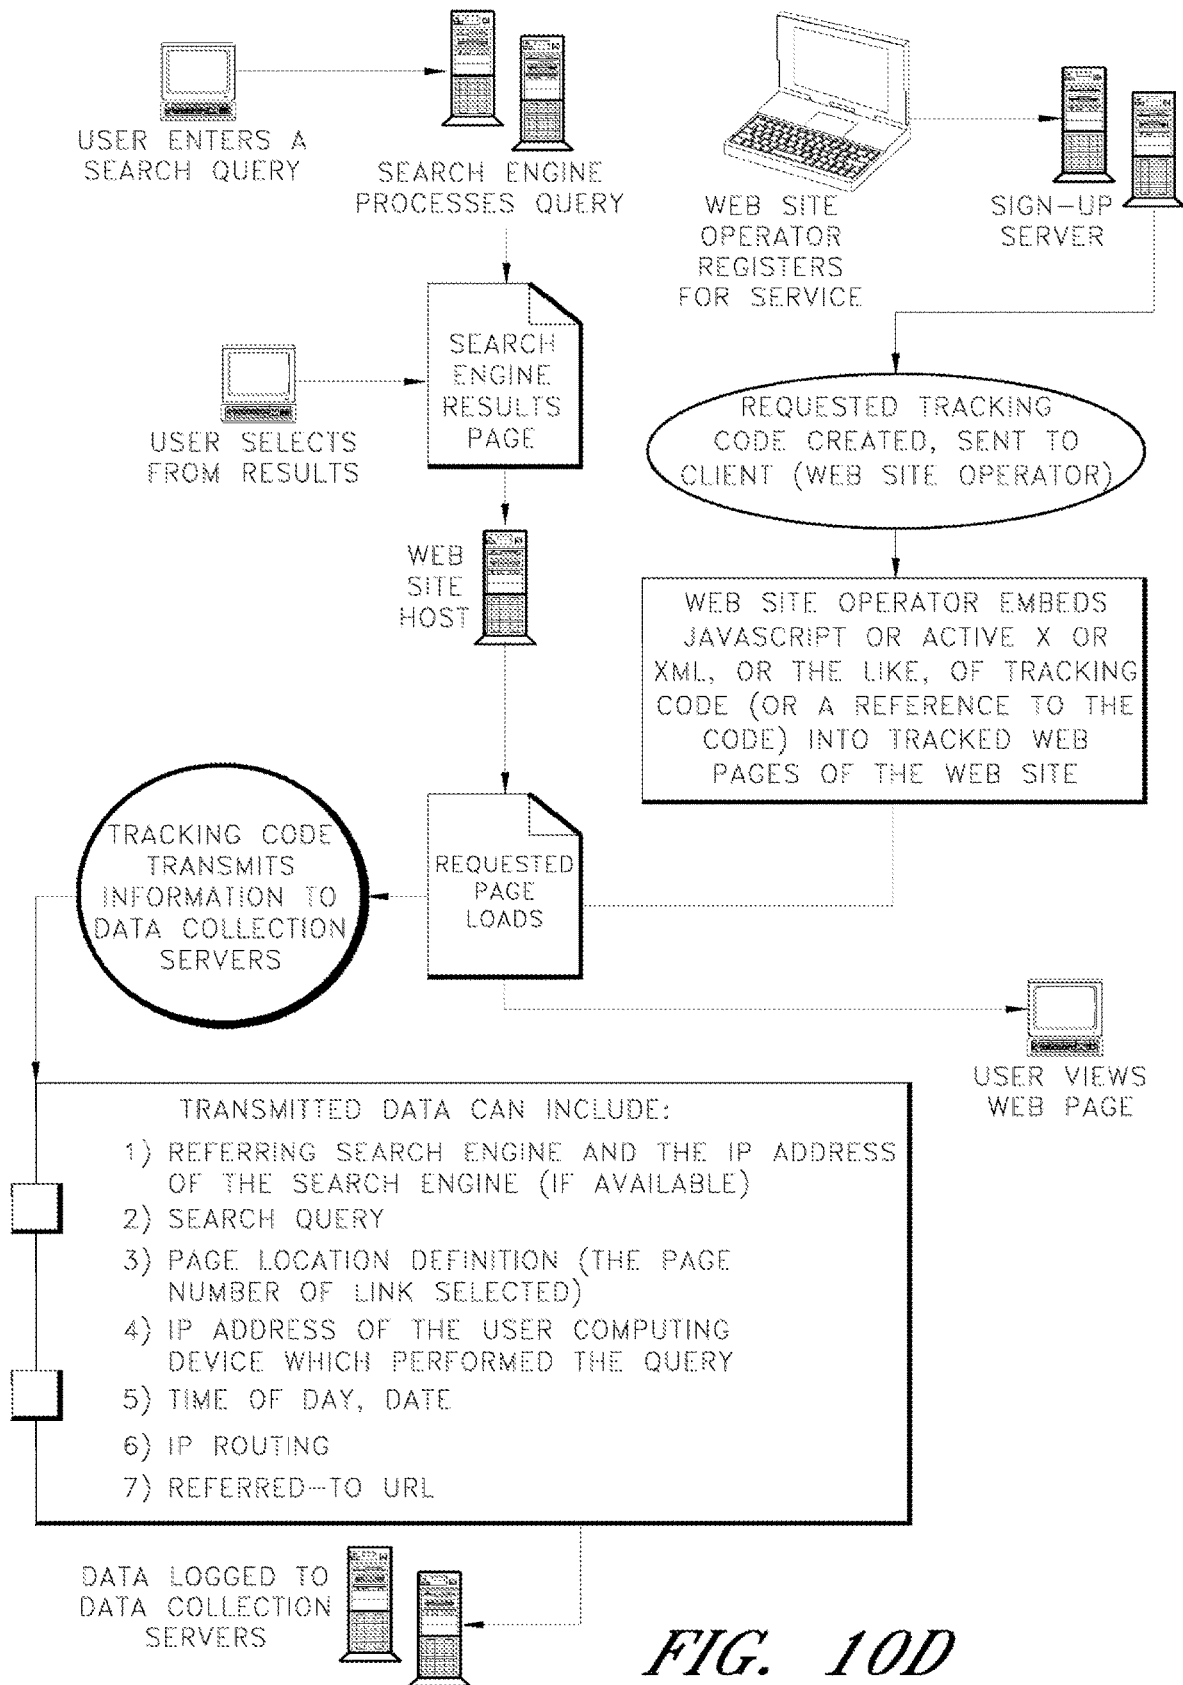 USER ENTERS A
SEARCH QUERY
SEARCH ENGINE
PROCESSES QUERY
WEB SITE
OPERATOR
REGISTERS
FOR SERVICE
SIGN-UP
SERVER
SEARCH
ENGINE
RESULTS
PAGE
USER SELECTS
FROM RESULTS
REQUESTED TRACKING
CODE CREATED, SENT TO
CLIENT (WEB SITE OPERATOR)
WEB
SITE
HOST
WEB SITE OPERATOR EMBEDS
JAVASCRIPT OR ACTIVE X OR
XML, OR THE LIKE, OF TRACKING
CODE (OR A REFERENCE TO THE
CODE) INTO TRACKED WEB
PAGES OF THE WEB SITE
TRACKING CODE
TRANSMITS
INFORMATION TO
DATA COLLECTION
SERVERS
REQUESTED
PAGE
LOADS
USER VIEWS
WEB PAGE
TRANSMITTED DATA CAN INCLUDE:
1) REFERRING SEARCH ENGINE AND THE IP ADDRESS
OF THE SEARCH ENGINE (IF AVAILABLE)
2) SEARCH QUERY
3) PAGE LOCATION DEFINITION (THE PAGE
NUMBER OF LINK SELECTED)
4) IP ADDRESS OF THE USER COMPUTING
DEVICE WHICH PERFORMED THE QUERY
5) TIME OF DAY, DATE
6) IP ROUTING
7) REFERRED-TO URL
DATA LOGGED TO
DATA COLLECTION
SERVERS
FIG. 10D